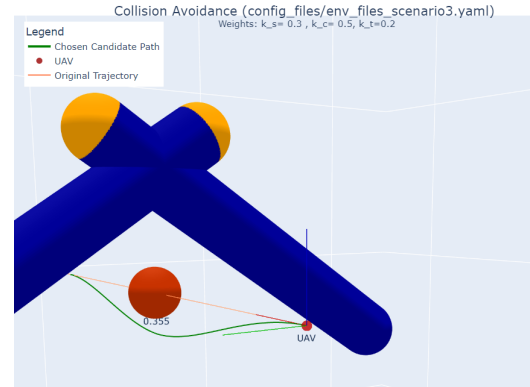 Collision Avoidance (config_files/env_files_scenario3.yaml)
Weights: k_s= 0.3 , k_c= 0.5, k_t=0.2
Legend
Chosen Candidate Path
UAV
Original Trajectory
0.355
UAV